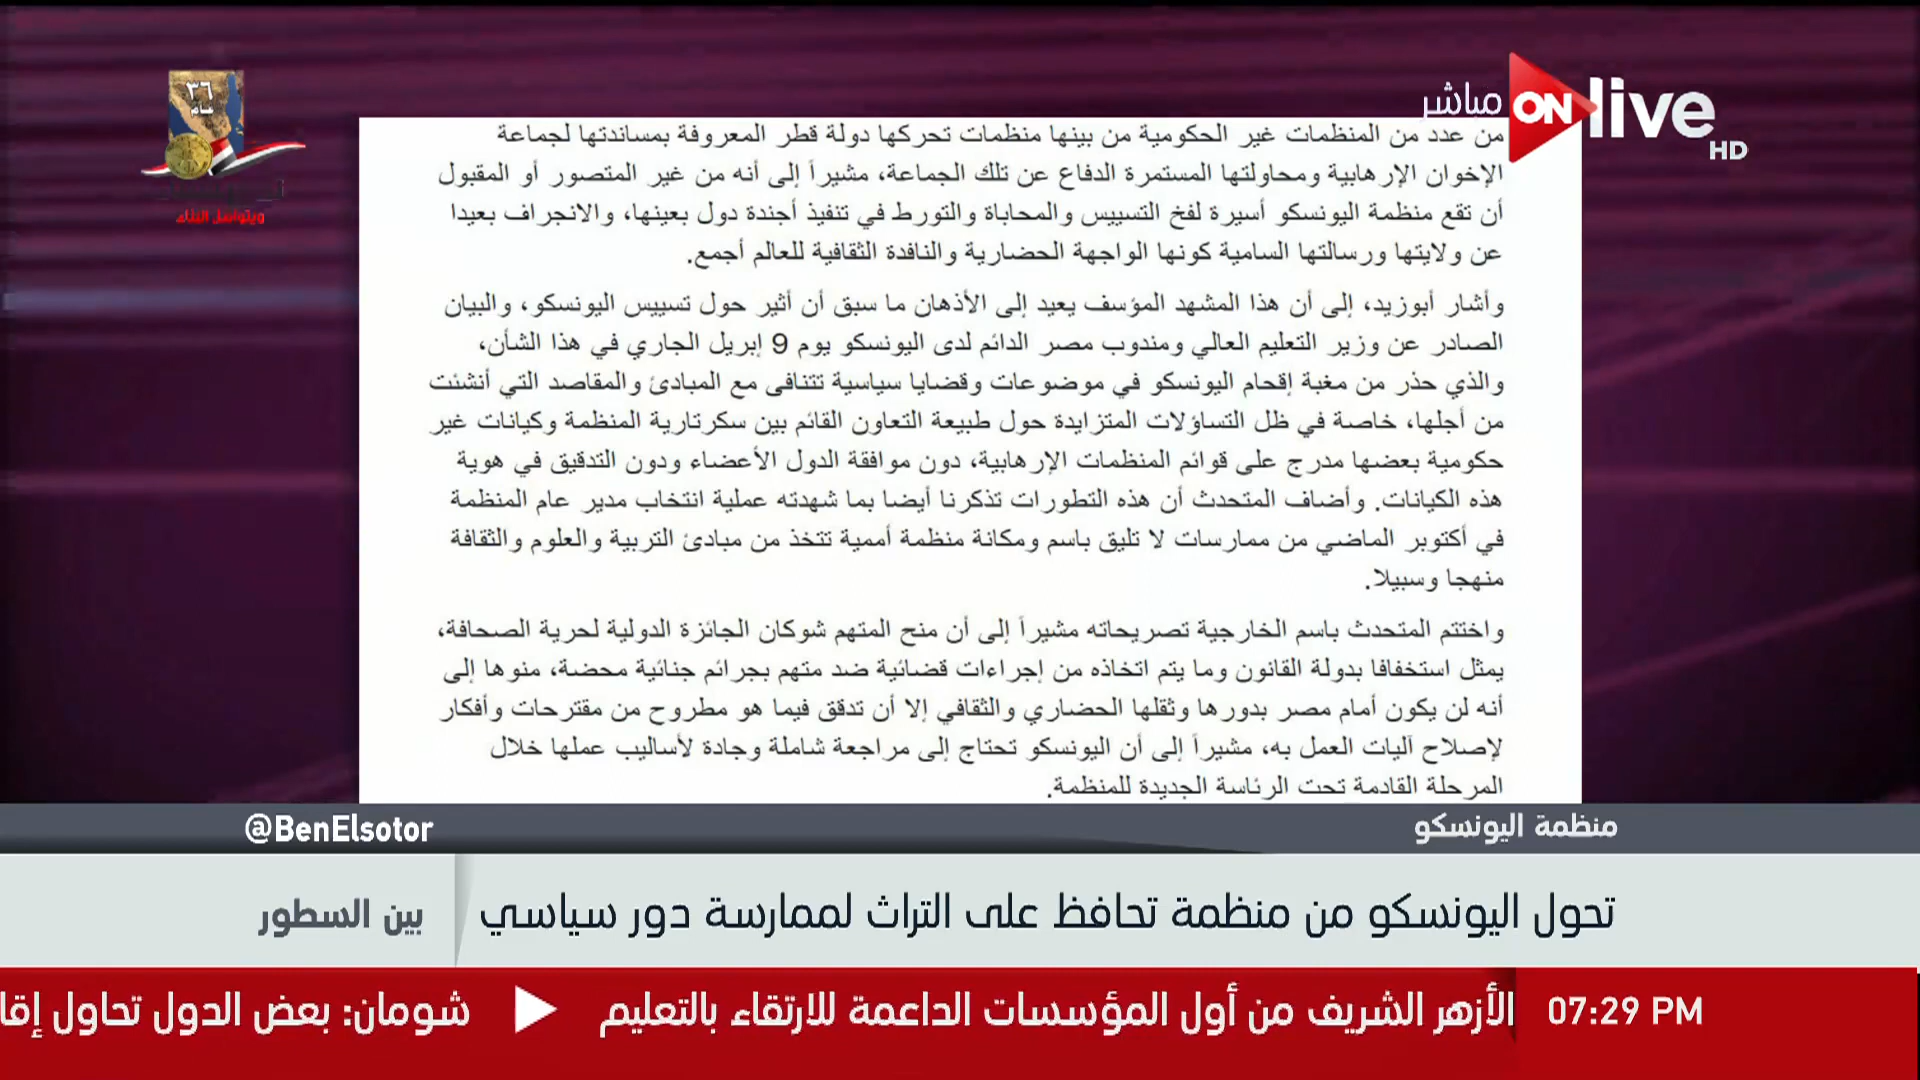 ٣٦
عام
ويتواصل البناء
مباشر
ON live
HD
من عدد من المنظمات غير الحكومية من بينها منظمات تحركها دولة قطر المعروفة بمساندتها لجماعة
الإخوان الإرهابية ومحاولتها المستمرة الدفاع عن تلك الجماعة، مشيراً إلى أنه من غير المتصور أو المقبول
أن تقع منظمة اليونسكو أسيرة لفخ التسييس والمحاباة والتورط في تنفيذ أجندة دول بعينها، والانجراف بعيدا
عن ولايتها ورسالتها السامية كونها الواجهة الحضارية والنافدة الثقافية للعالم أجمع.
وأشار أبوزيد، إلى أن هذا المشهد المؤسف يعيد إلى الأذهان ما سبق أن أثير حول تسييس اليونسكو، والبيان
الصادر عن وزير التعليم العالي ومندوب مصر الدائم لدى اليونسكو يوم 9 إبريل الجاري في هذا الشأن،
والذي حذر من مغبة إقحام اليونسكو في موضوعات وقضايا سياسية تتنافى مع المبادئ والمقاصد التي أنشئت
من أجلها، خاصة في ظل التساؤلات المتزايدة حول طبيعة التعاون القائم بين سكرتارية المنظمة وكيانات غير
حكومية بعضها مدرج على قوائم المنظمات الإرهابية، دون موافقة الدول الأعضاء ودون التدقيق في هوية
هذه الكيانات. وأضاف المتحدث أن هذه التطورات تذكرنا أيضا بما شهدته عملية انتخاب مدير عام المنظمة
في أكتوبر الماضي من ممارسات لا تليق باسم ومكانة منظمة أممية تتخذ من مبادئ التربية والعلوم والثقافة
منهجا وسبيلا.
واختتم المتحدث باسم الخارجية تصريحاته مشيراً إلى أن منح المتهم شوكان الجائزة الدولية لحرية الصحافة،
يمثل استخفافا بدولة القانون وما يتم اتخاذه من إجراءات قضائية ضد متهم بجرائم جنائية محضة، منوها إلى
أنه لن يكون أمام مصر بدورها وثقلها الحضاري والثقافي إلا أن تدقق فيما هو مطروح من مقترحات وأفكار
لإصلاح آليات العمل به، مشيراً إلى أن اليونسكو تحتاج إلى مراجعة شاملة وجادة لأساليب عملها خلال
المرحلة القادمة تحت الرئاسة الجديدة للمنظمة.
منظمة اليونسكو
@BenElsotor
تحول اليونسكو من منظمة تحافظ على التراث لممارسة دور سياسي
بين السطور
07:29 PM
الأزهر الشريف من أول المؤسسات الداعمة للارتقاء بالتعليم
شومان: بعض الدول تحاول إقا